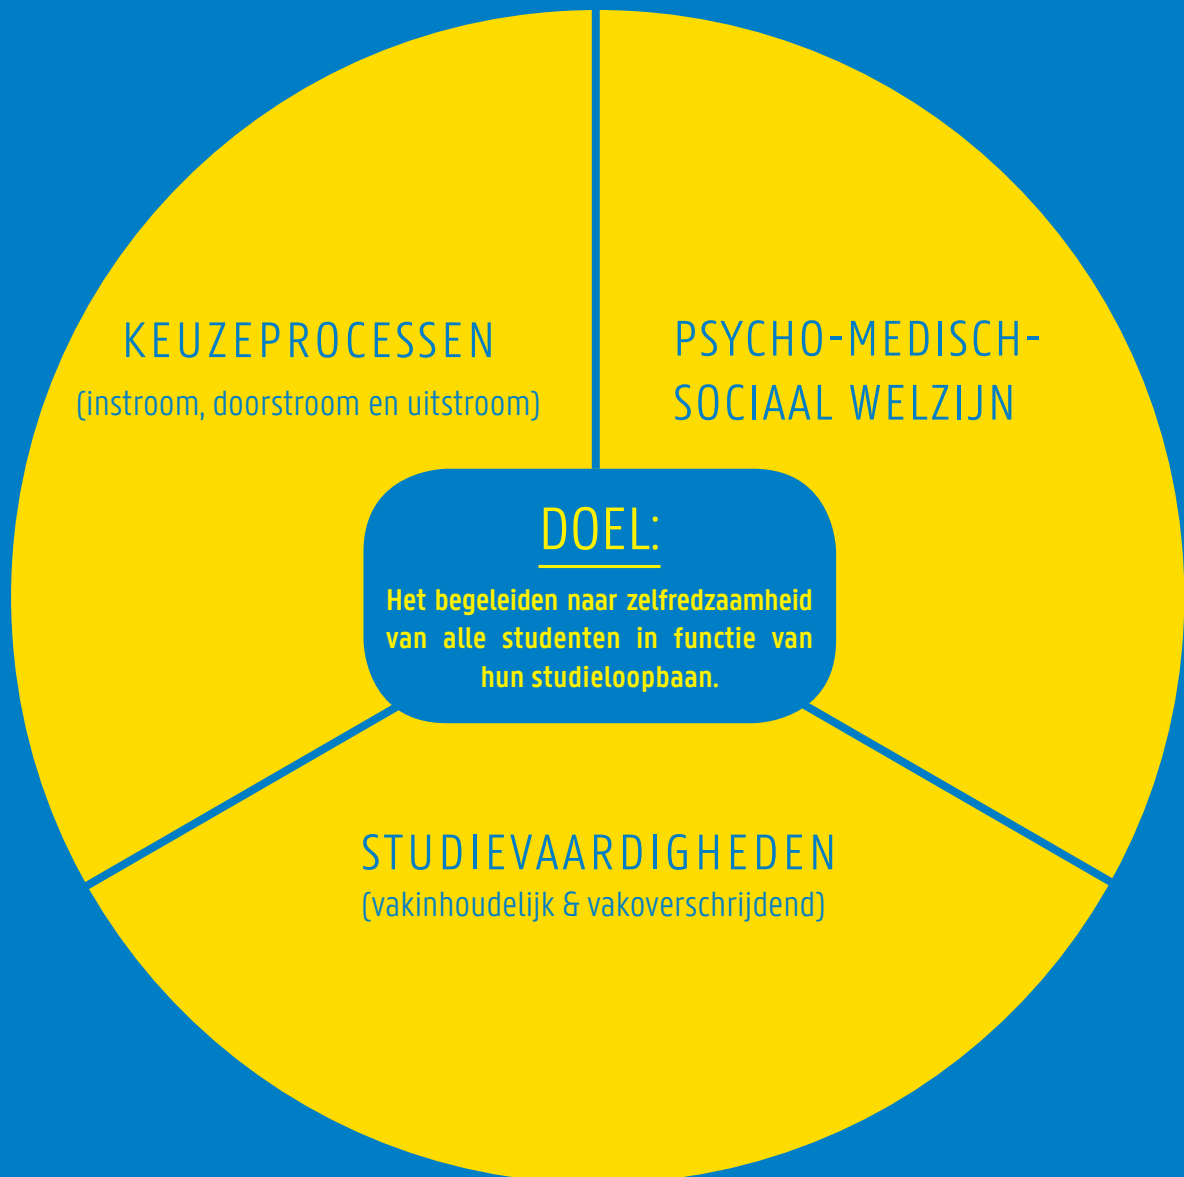 KEUZEPROCESSEN
(instroom, doorstroom en uitstroom)
PSYCHO-MEDISCH-
SOCIAAL WELZIJN
DOEL:
Het begeleiden naar zelfredzaamheid
van alle studenten in functie van
hun studieloopbaan.
STUDIEVAARDIGHEDEN
(vakinhoudelijk & vakoverschrijdend)